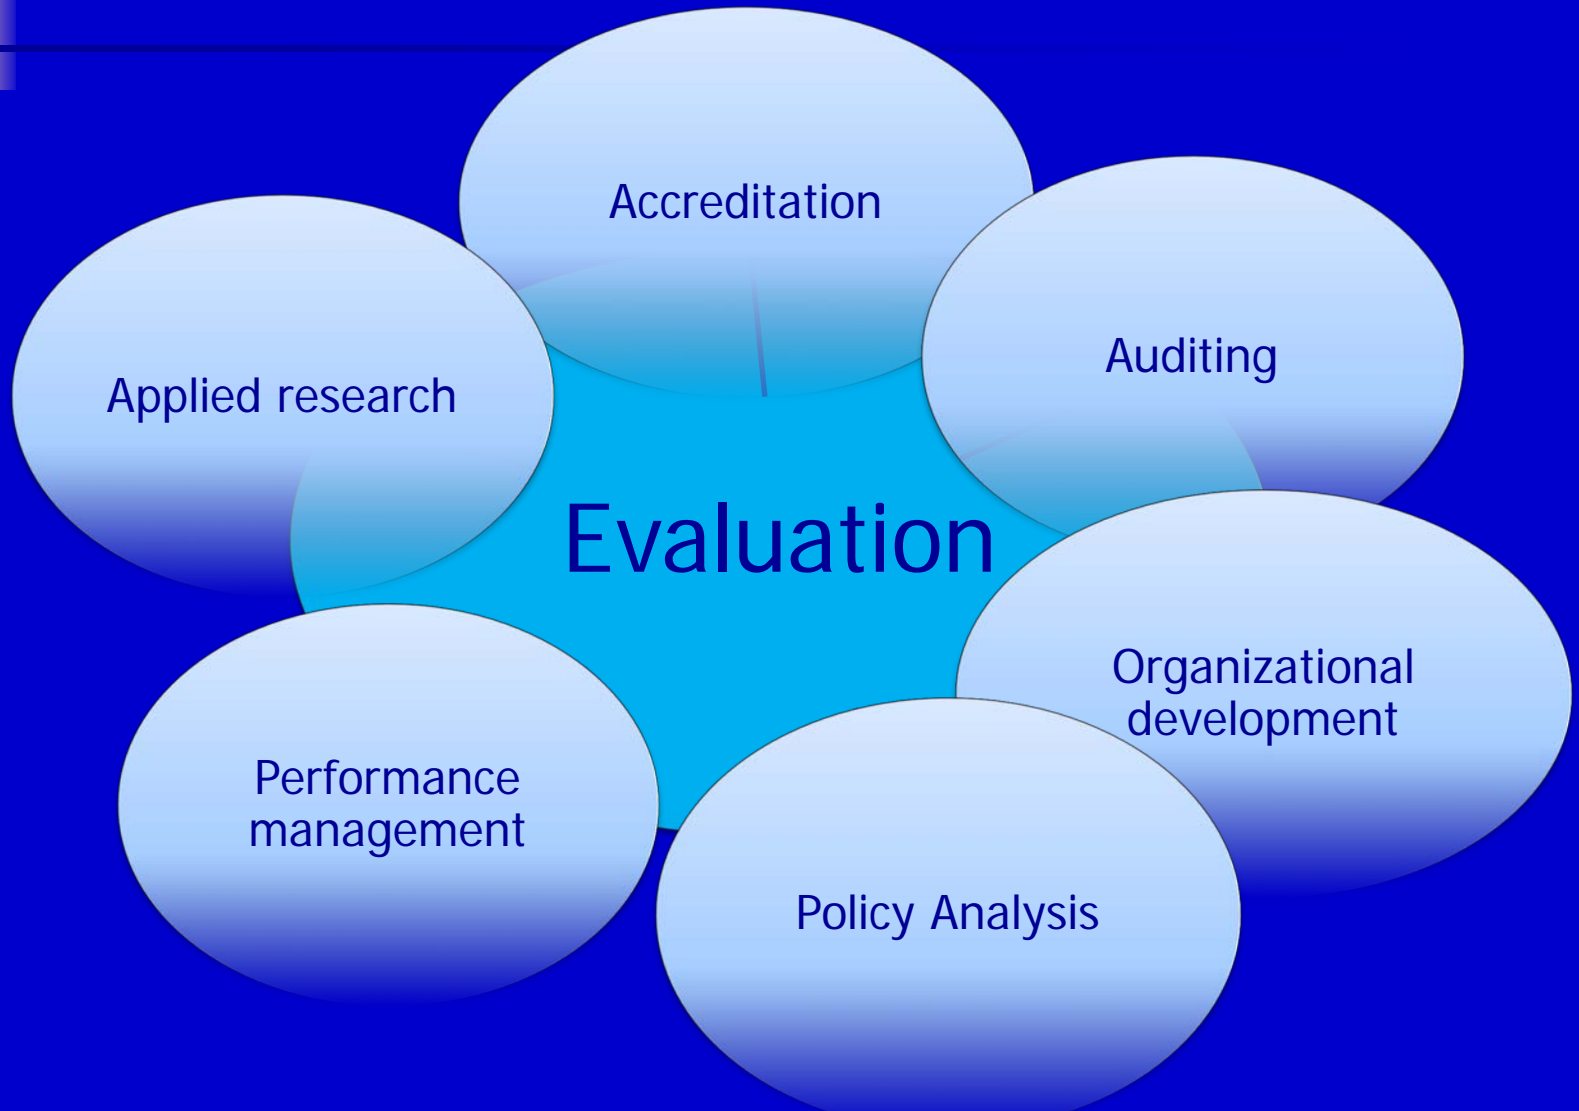 Accreditation
Auditing
Applied research
Evaluation
Organizational
development
Performance
management
Policy Analysis